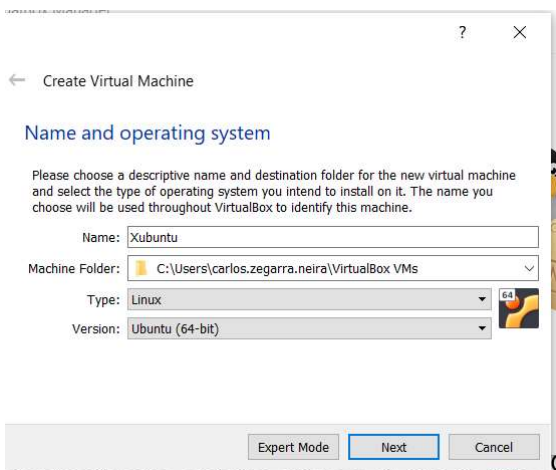 ?
Create Virtual Machine
Name and operating system
Please choose a descriptive name and destination folder for the new virtual machine
and select the type of operating system you intend to install on it. The name you
choose will be used throughout VirtualBox to identify this machine.
Name: Xubuntu
Machine Folder: C:\Users\carlos.zegarra.neira\VirtualBox VMs
Type: Linux
64
Version: Ubuntu (64-bit)
Expert Mode Next Cancel